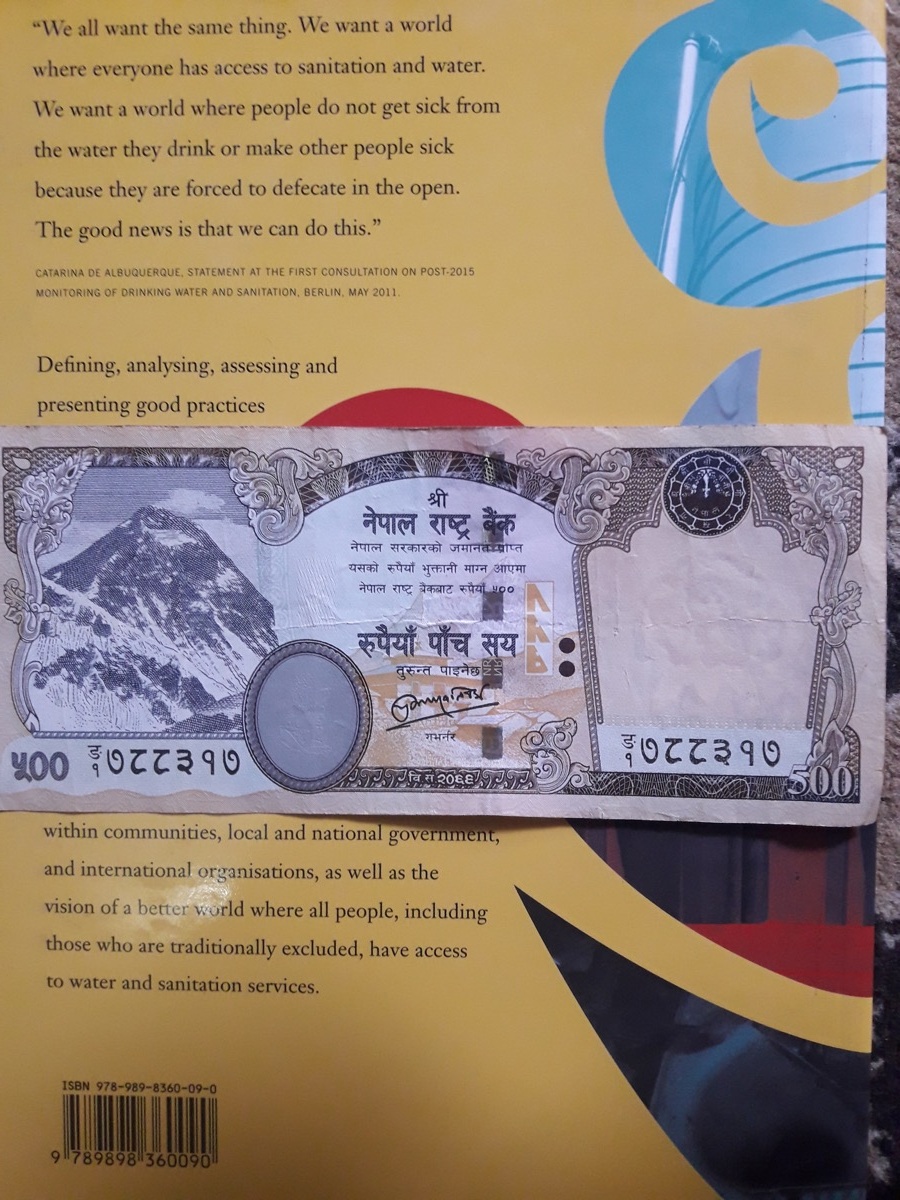 “We all want the same thing. We want a world
where everyone has access to sanitation and water.
We want a world where people do not get sick from
the water they drink or make other people sick
because they are forced to defecate in the open.
The good news is that we can do this.”
CATARINA DE ALBUQUERQUE, STATEMENT AT THE FIRST CONSULTATION ON POST-2015
MONITORING OF DRINKING WATER AND SANITATION, BERLIN, MAY 2011.
Defining, analysing, assessing and
presenting good practices
श्री
नेपाल राष्ट्र बैंक
नेपाल सरकारको जमानत प्राप्त
यसको रुपैयाँ भुक्तानी माग्न आएमा
नेपाल राष्ट्र बैंकबाट रुपैयाँ ५००
रुपैयाँ पाँच सय
तुरुन्त पाइनेछ
गभर्नर
५00 ङ १ ७८८३१७
वि सं २०६९
ङ १ ७८८३१७
500
within communities, local and national government,
and international organisations, as well as the
vision of a better world where all people, including
those who are traditionally excluded, have access
to water and sanitation services.
ISBN 978-989-8360-09-0
9 789898 360090